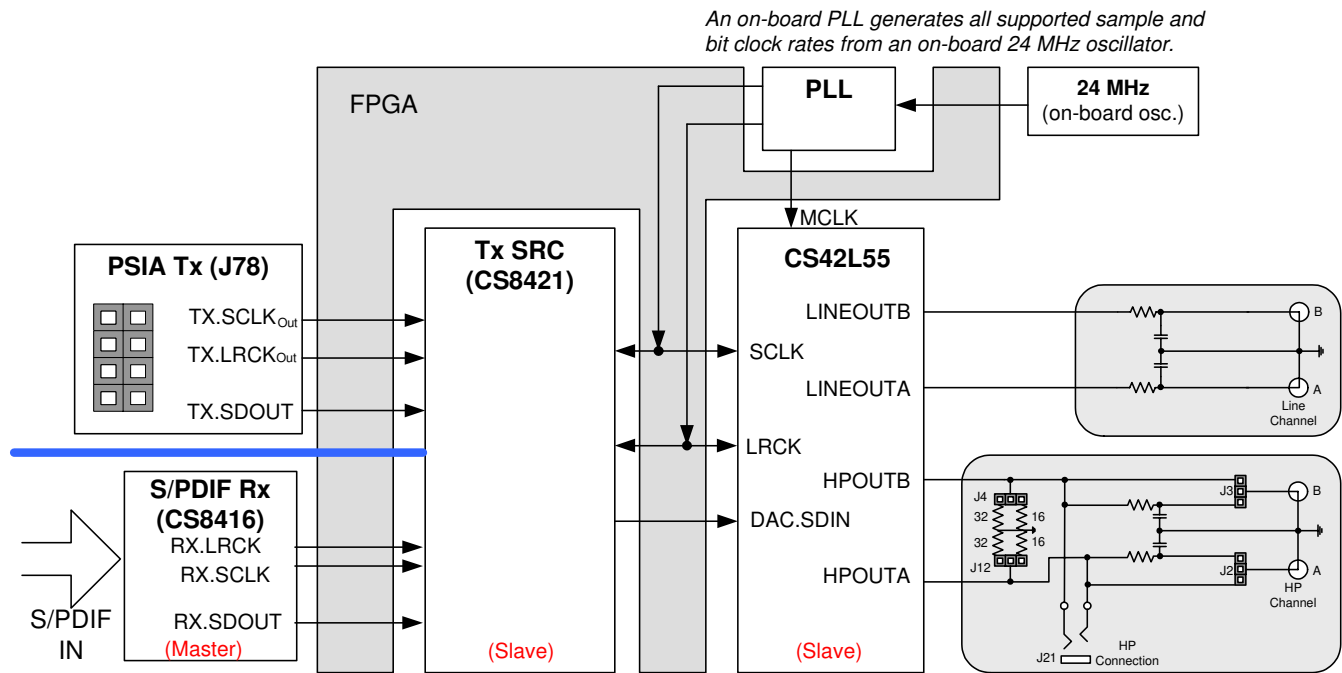 An on-board PLL generates all supported sample and
bit clock rates from an on-board 24 MHz oscillator.
FPGA
PLL
24 MHz
(on-board osc.)
MCLK
PSIA Tx (J78)
TX.SCLKOut
TX.LRCKOut
TX.SDOUT
Tx SRC
(CS8421)
(Slave)
CS42L55
SCLK
LRCK
DAC.SDIN
LINEOUTB
LINEOUTA
HPOUTB
HPOUTA
(Slave)
B
A
Line
Channel
S/PDIF Rx
(CS8416)
RX.LRCK
RX.SCLK
RX.SDOUT
(Master)
S/PDIF
IN
J4
32
16
32
16
J12
J3
B
J2
A
HP
Channel
J21
HP
Connection